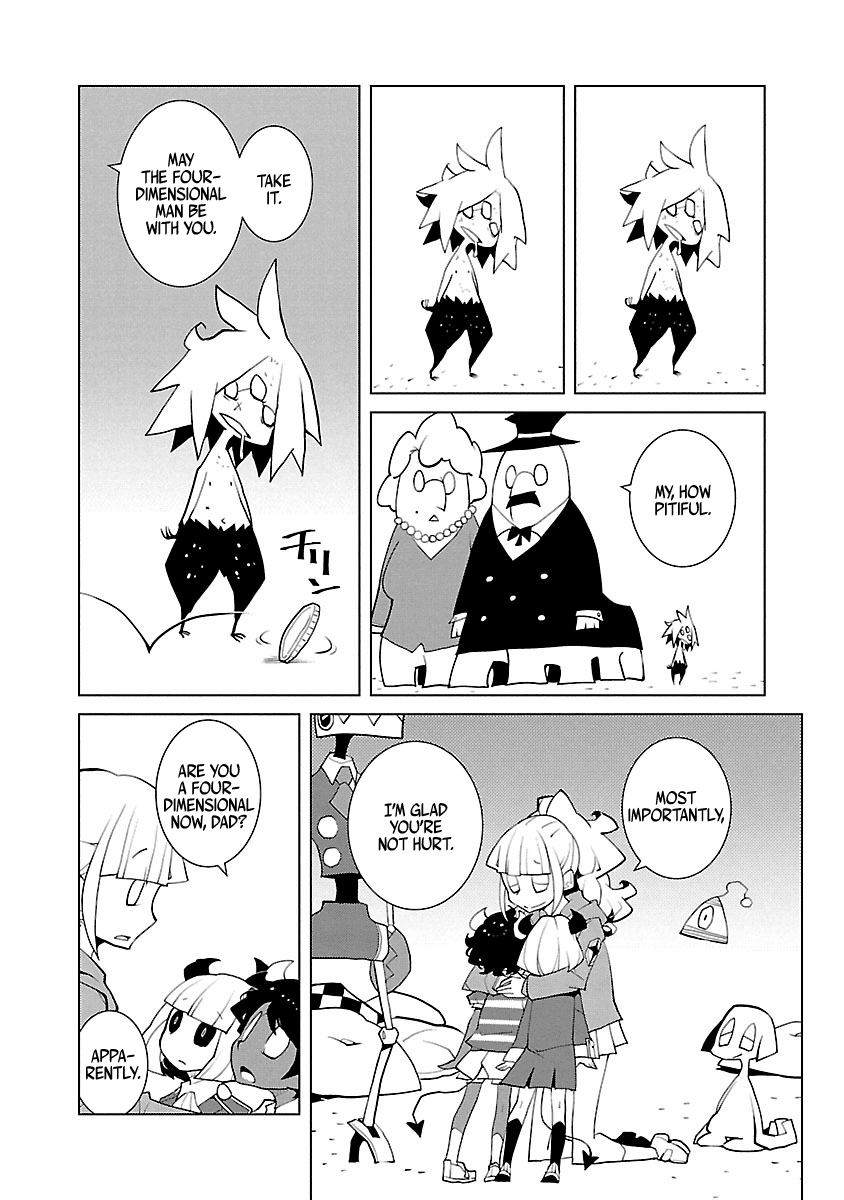 MY, HOW
PITIFUL.
TAKE
IT.
MAY
THE FOUR-
DIMENSIONAL
MAN BE
WITH YOU.
チリン
MOST
IMPORTANTLY,
I'M GLAD
YOU'RE
NOT HURT.
ARE YOU
A FOUR-
DIMENSIONAL
NOW, DAD?
APPA-
RENTLY.